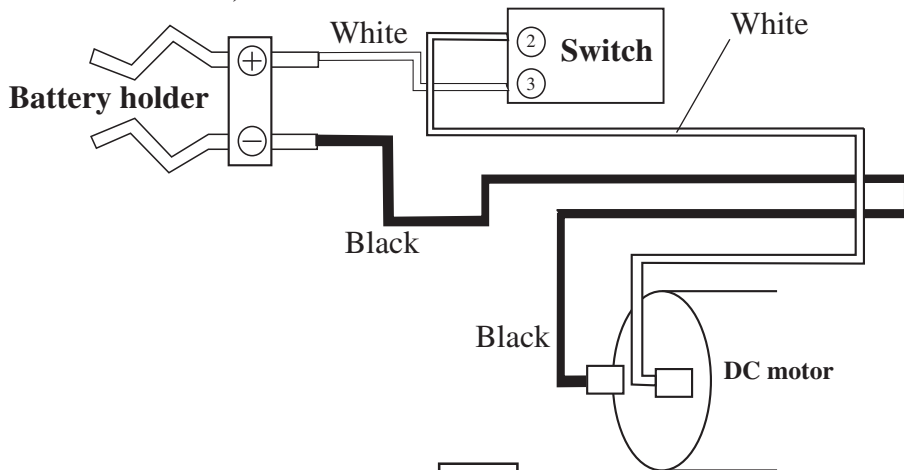 White
2
Switch
White
+
3
Battery holder
−
Black
Black
DC motor